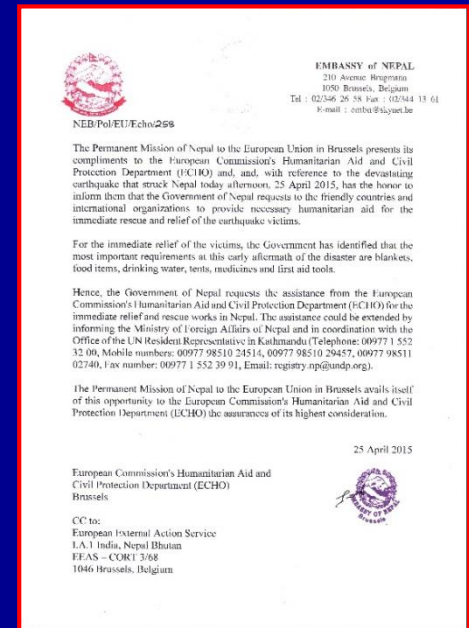 EMBASSY of NEPAL
210 Avenue Brugmann
1050 Brussels, Belgium
Tel : 02/346 26 58 Fax : 02/344 13 61
E-mail : embn@skynet.be
NEB/Pol/EU/Echo/258
The Permanent Mission of Nepal to the European Union in Brussels presents its
compliments to the European Commission's Humanitarian Aid and Civil
Protection Department (ECHO) and, and, with reference to the devastating
earthquake that struck Nepal today afternoon, 25 April 2015, has the honor to
inform them that the Government of Nepal requests to the friendly countries and
international organizations to provide necessary humanitarian aid for the
immediate rescue and relief of the earthquake victims.
For the immediate relief of the victims, the Government has identified that the
most important requirements at this early aftermath of the disaster are blankets,
food items, drinking water, tents, medicines and first aid tools.
Hence, the Government of Nepal requests the assistance from the European
Commission's Humanitarian Aid and Civil Protection Department (ECHO) for the
immediate relief and rescue works in Nepal. The assistance could be extended by
informing the Ministry of Foreign Affairs of Nepal and in coordination with the
Office of the UN Resident Representative in Kathmandu (Telephone: 00977 1 552
32 00, Mobile numbers: 00977 98510 24514, 00977 98510 29457, 00977 98511
02740, Fax number: 00977 1 552 39 91, Email: registry.np@undp.org).
The Permanent Mission of Nepal to the European Union in Brussels avails itself
of this opportunity to the European Commission's Humanitarian Aid and Civil
Protection Department (ECHO) the assurances of its highest consideration.
25 April 2015
European Commission's Humanitarian Aid and
Civil Protection Department (ECHO)
Brussels
EMBASSY OF NEPAL
Brussels
CC to:
European External Action Service
I.A.1 India, Nepal Bhutan
EEAS – CORT 3/68
1046 Brussels, Belgium